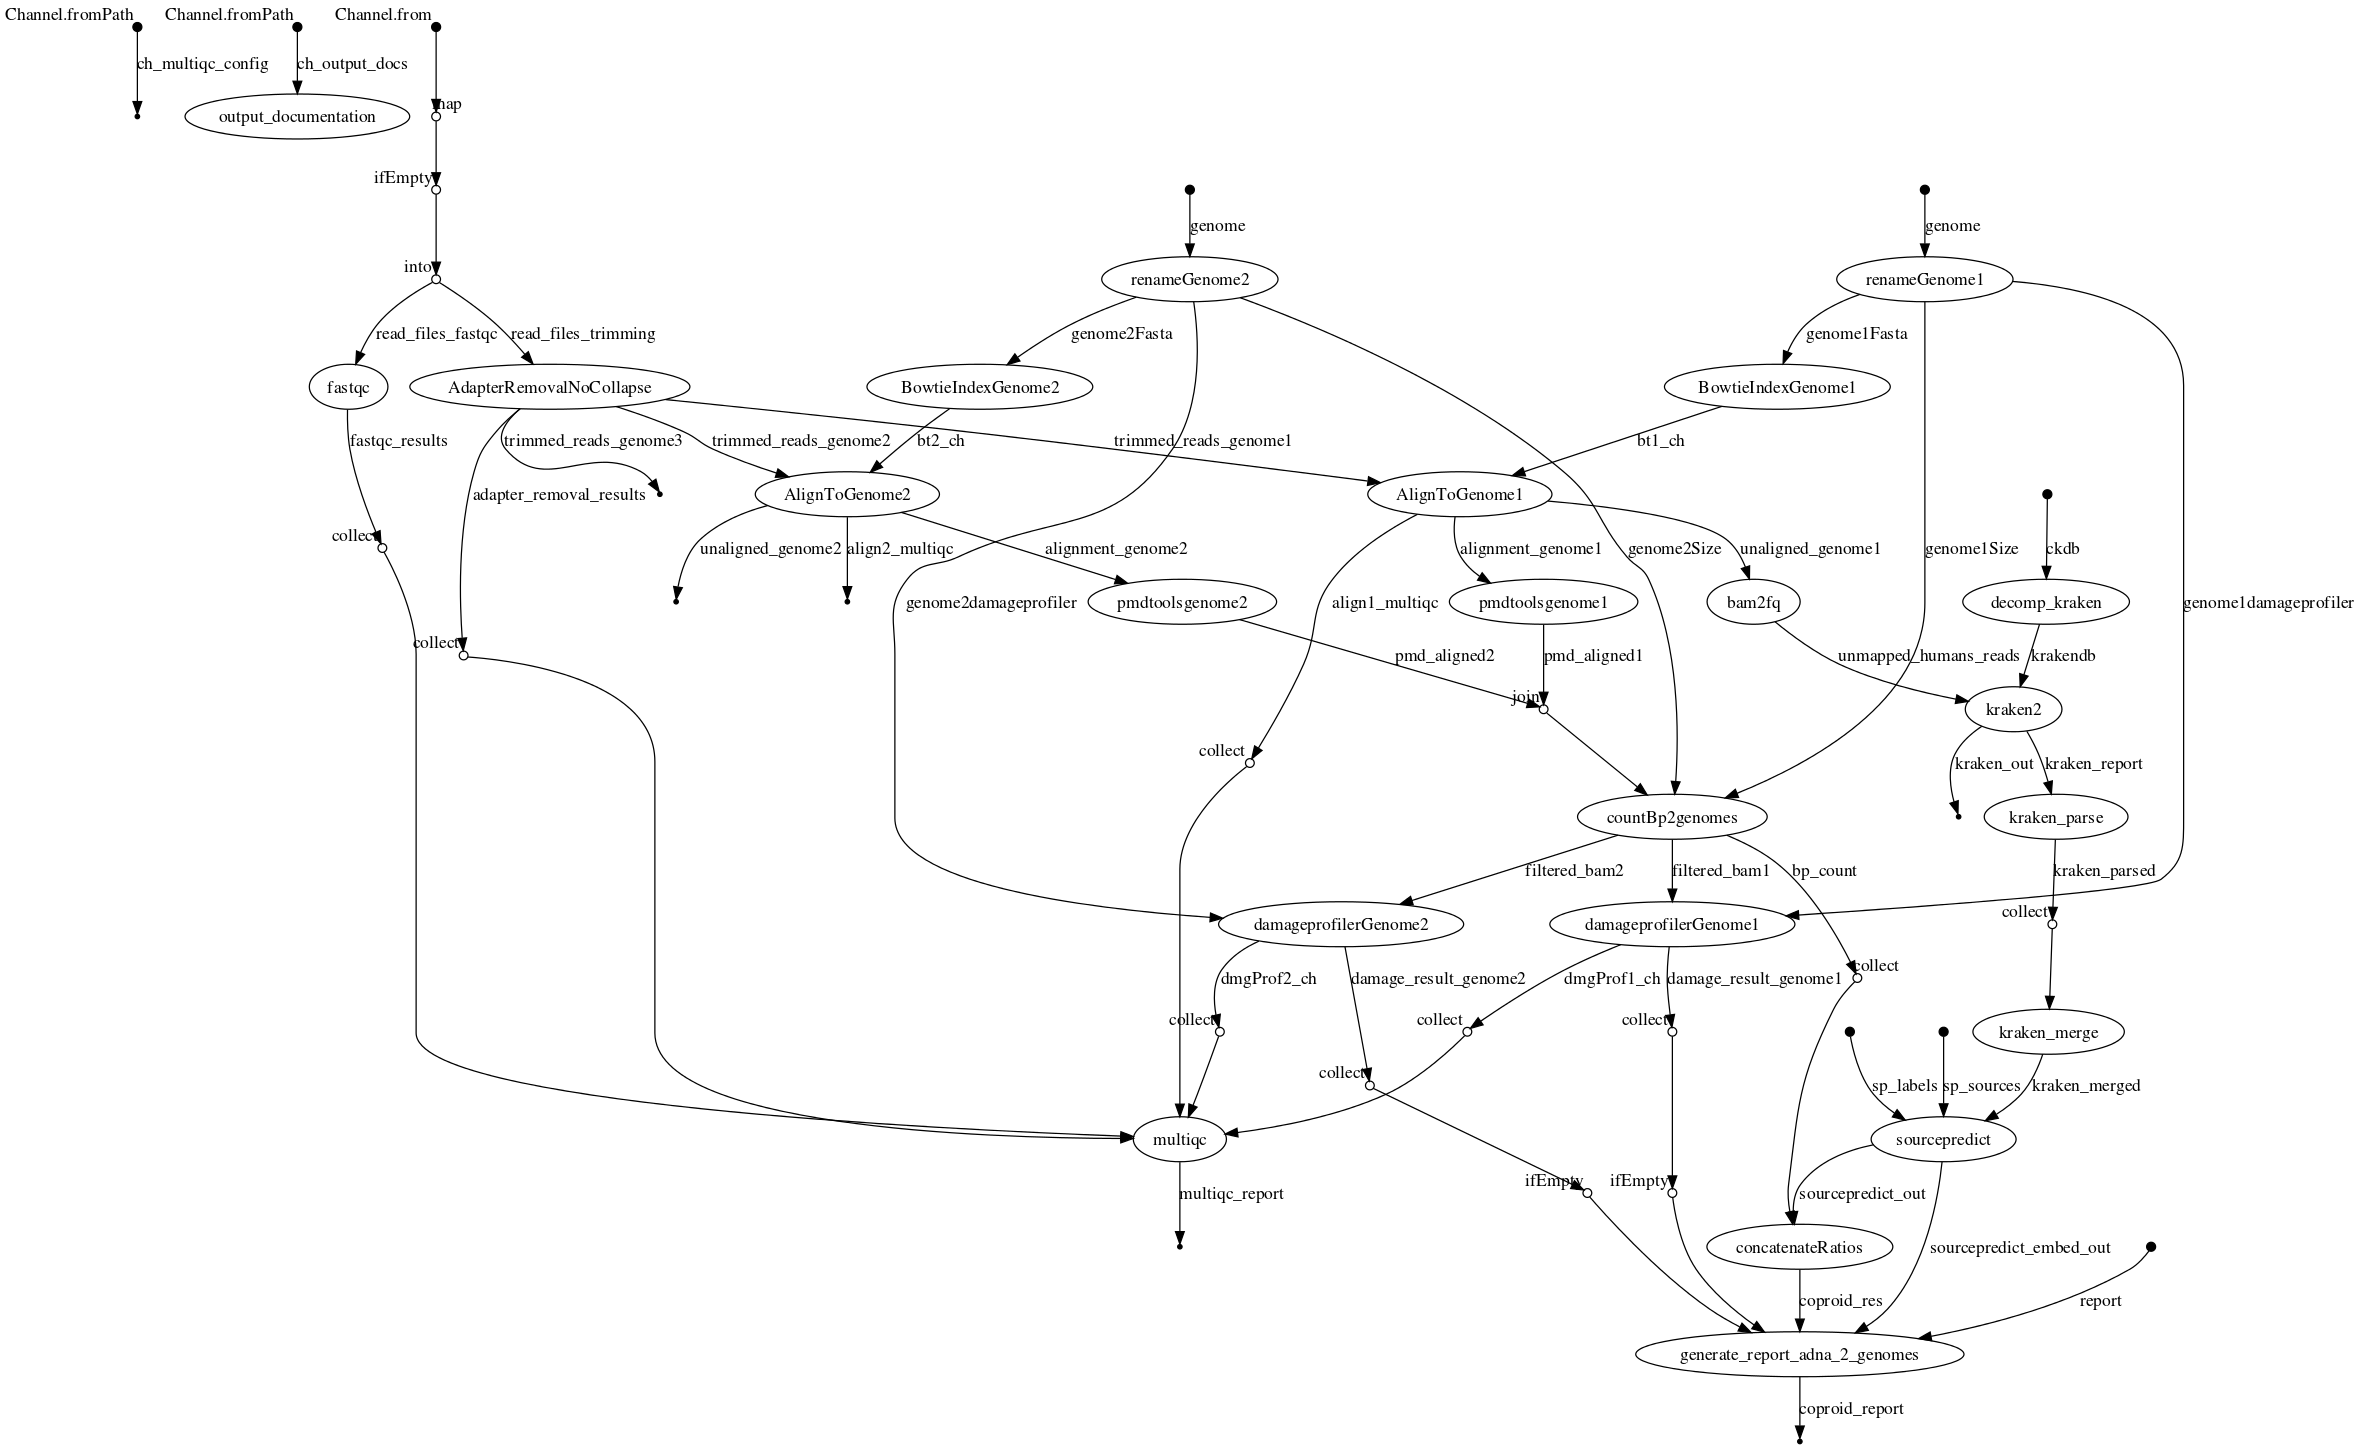 Channel.fromPath
Channel.fromPath
Channel.from
ch_multiqc_config
ch_output_docs
map
output_documentation
ifEmpty
genome
genome
into
renameGenome2
renameGenome1
read_files_fastqc
read_files_trimming
genome2Fasta
genome1Fasta
fastqc
AdapterRemovalNoCollapse
BowtieIndexGenome2
BowtieIndexGenome1
fastqc_results
trimmed_reads_genome3
trimmed_reads_genome2
bt2_ch
trimmed_reads_genome1
bt1_ch
adapter_removal_results
AlignToGenome2
AlignToGenome1
collect
unaligned_genome2
align2_multiqc
alignment_genome2
alignment_genome1
genome2Size
unaligned_genome1
genome1Size
ckdb
genome2damageprofiler
pmdtoolsgenome2
align1_multiqc
pmdtoolsgenome1
bam2fq
decomp_kraken
genome1damageprofiler
collect
pmd_aligned2
pmd_aligned1
unmapped_humans_reads
krakendb
join
kraken2
collect
kraken_out
kraken_report
countBp2genomes
kraken_parse
filtered_bam2
filtered_bam1
bp_count
kraken_parsed
collect
damageprofilerGenome2
damageprofilerGenome1
collect
dmgProf2_ch
damage_result_genome2
dmgProf1_ch
damage_result_genome1
collect
collect
collect
kraken_merge
collect
sp_labels
sp_sources
kraken_merged
multiqc
sourcepredict
ifEmpty
ifEmpty
multiqc_report
sourcepredict_out
concatenateRatios
sourcepredict_embed_out
coproid_res
report
generate_report_adna_2_genomes
coproid_report